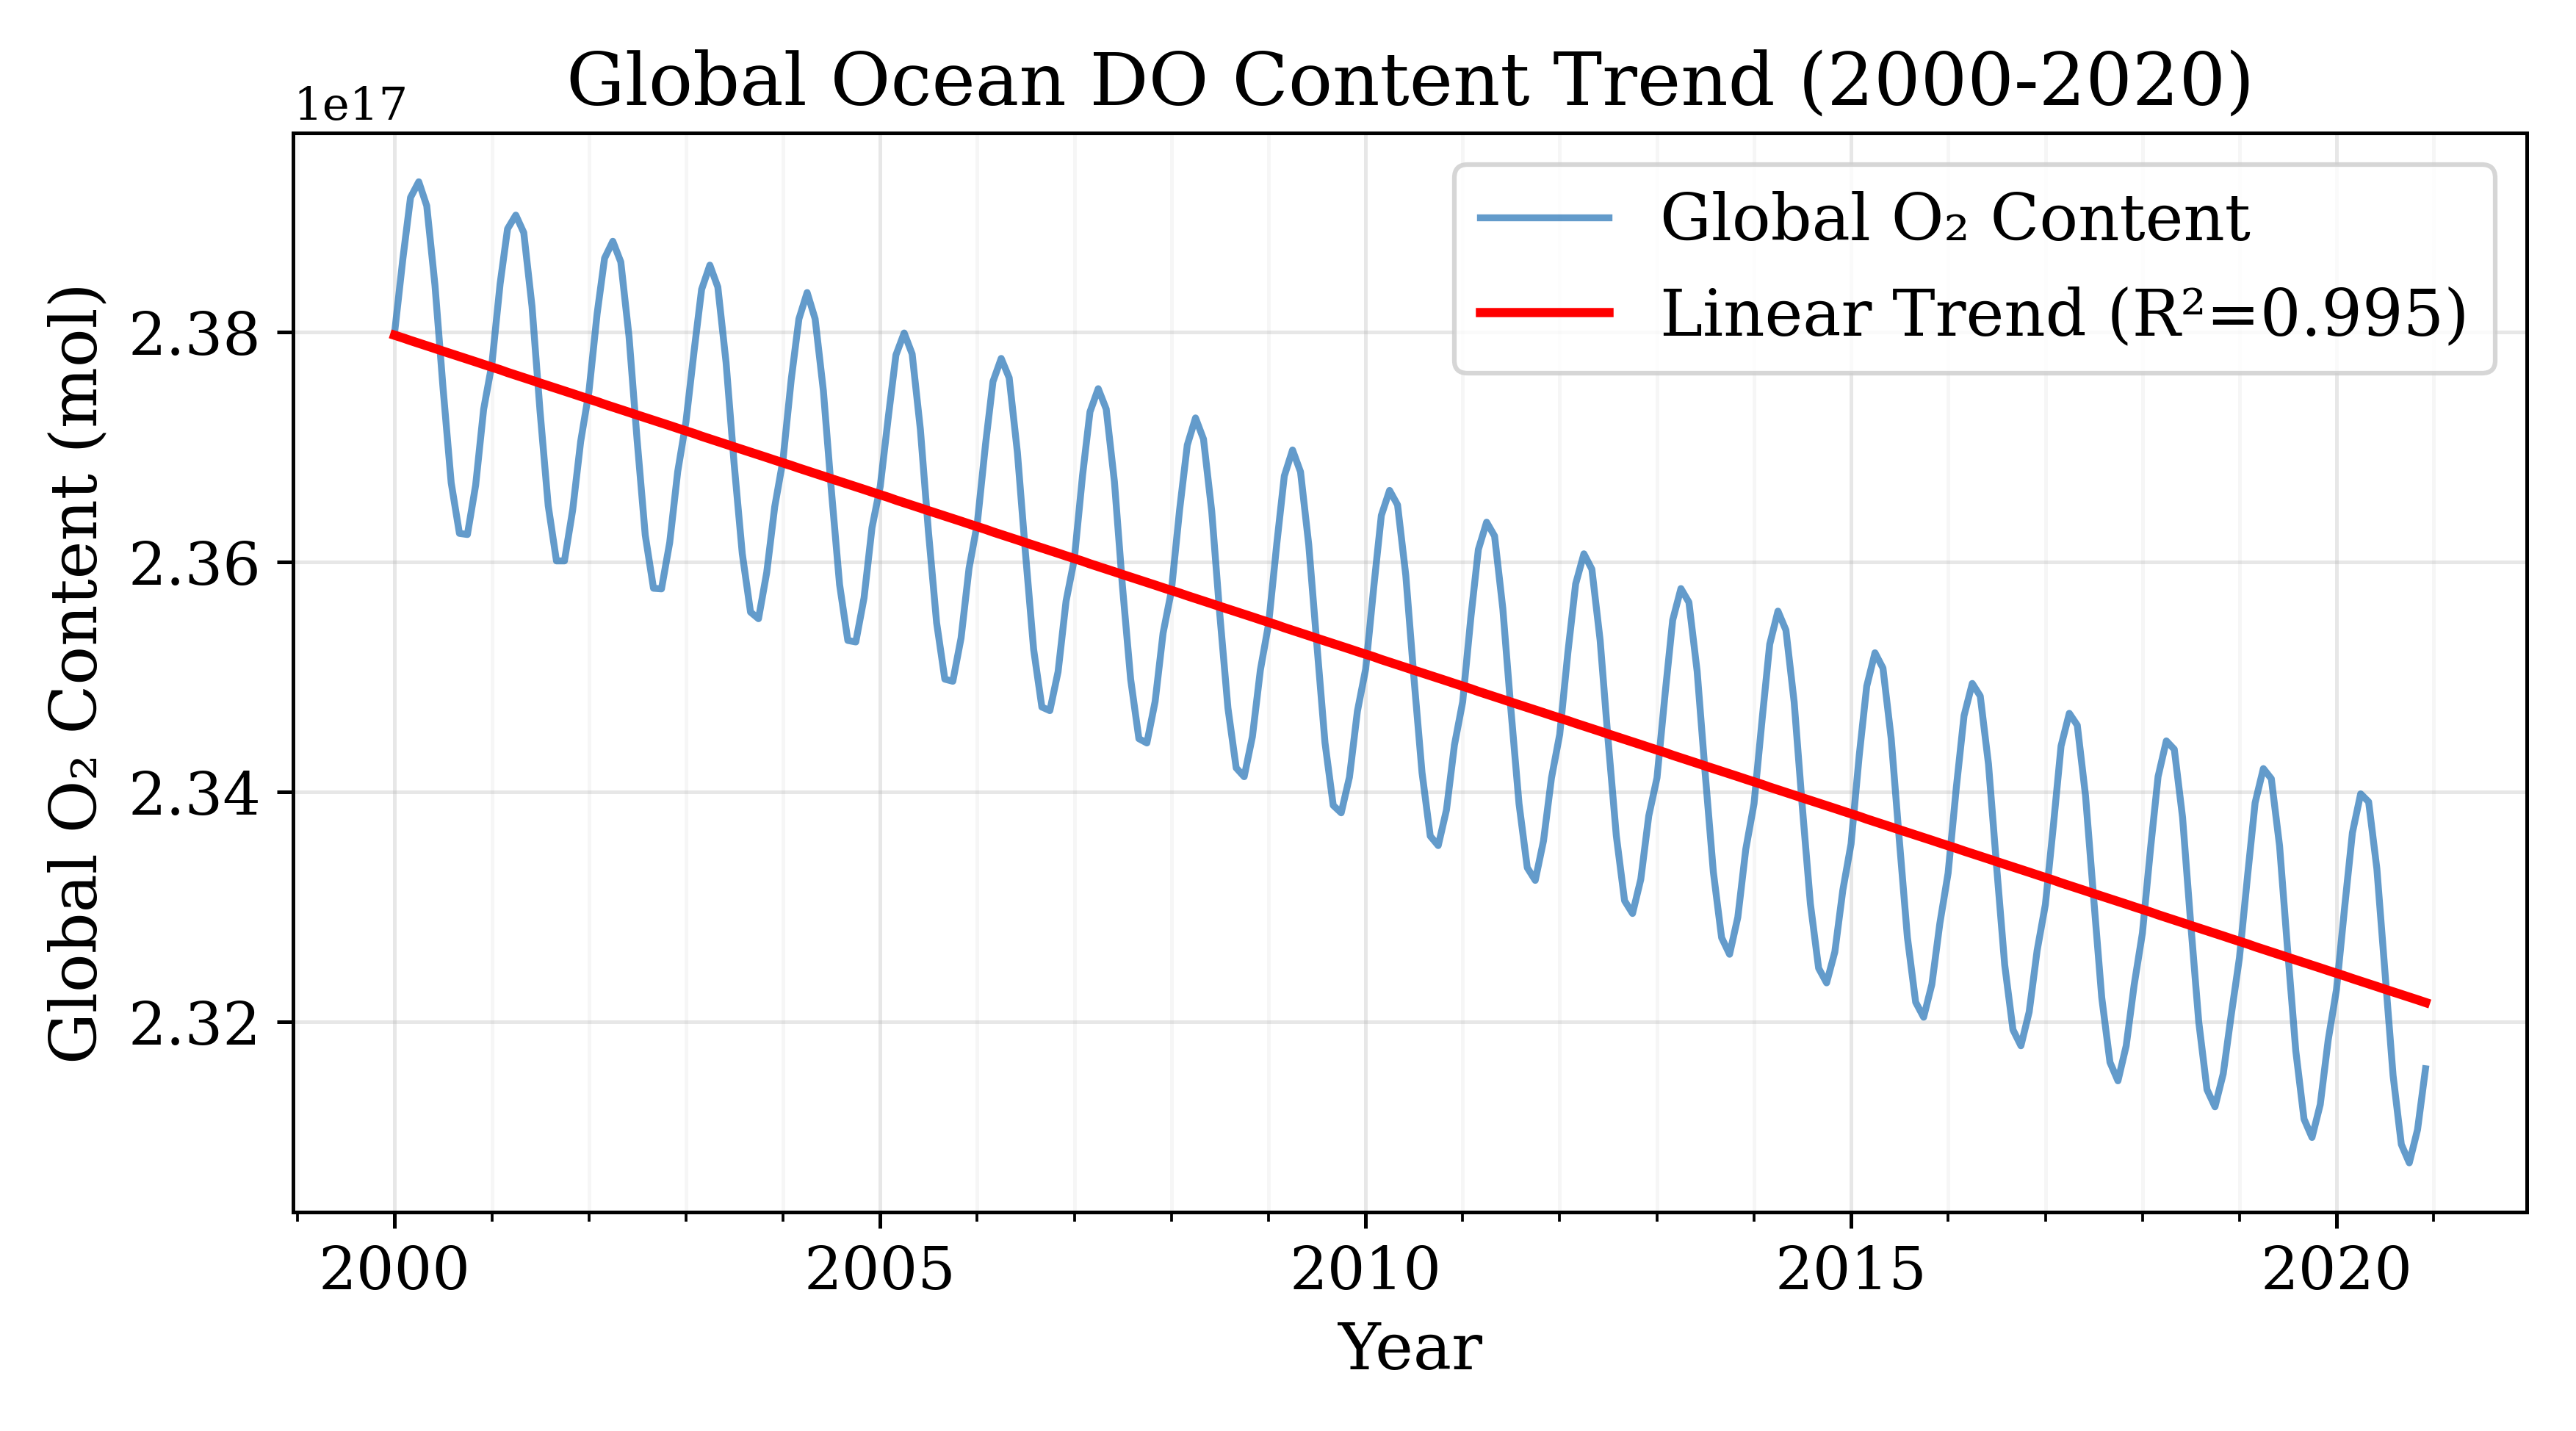 Global Ocean DO Content Trend (2000-2020)
1e17
Global O₂ Content
Linear Trend (R²=0.995)
Global O₂ Content (mol)
2.38
2.36
2.34
2.32
2000 2005 2010 2015 2020
Year